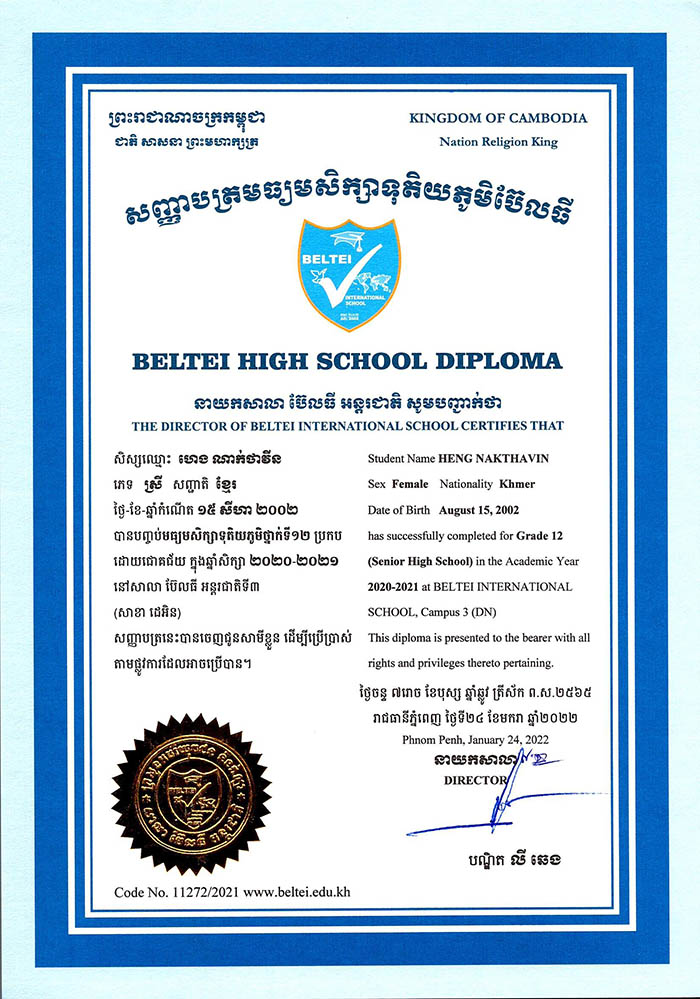 ព្រះរាជាណាចក្រកម្ពុជា
ជាតិ សាសនា ព្រះមហាក្សត្រ
KINGDOM OF CAMBODIA
Nation Religion King
សញ្ញាបត្រមធ្យមសិក្សាទុតិយភូមិប៊ែលធី
BELTEI
INTERNATIONAL
SCHOOL
BELTEI HIGH SCHOOL DIPLOMA
នាយកសាលា ប៊ែលធី អន្តរជាតិ សូមបញ្ជាក់ថា
THE DIRECTOR OF BELTEI INTERNATIONAL SCHOOL CERTIFIES THAT
សិស្សឈ្មោះ ហេង ណាក់ថាវីន
ភេទ ស្រី សញ្ជាតិ ខ្មែរ
ថ្ងៃ-ខែ-ឆ្នាំកំណើត ១៥ សីហា ២០០២
បានបញ្ចប់មធ្យមសិក្សាទុតិយភូមិថ្នាក់ទី១២ ប្រកប
ដោយជោគជ័យ ក្នុងឆ្នាំសិក្សា ២០២០-២០២១
នៅសាលា ប៊ែលធី អន្តរជាតិទី៣
(សាខា ដេអិន)
សញ្ញាបត្រនេះបានចេញជូនសាមីខ្លួន ដើម្បីប្រើប្រាស់
តាមផ្លូវការដែលអាចប្រើបាន។
Student Name HENG NAKTHAVIN
Sex Female Nationality Khmer
Date of Birth August 15, 2002
has successfully completed for Grade 12
(Senior High School) in the Academic Year
2020-2021 at BELTEI INTERNATIONAL
SCHOOL, Campus 3 (DN)
This diploma is presented to the bearer with all
rights and privileges thereto pertaining.
ថ្ងៃចន្ទ ៧រោច ខែបុស្ស ឆ្នាំឆ្លូវ ត្រីស័ក ព.ស.២៥៦៥
រាជធានីភ្នំពេញ ថ្ងៃទី២៤ ខែមករា ឆ្នាំ២០២២
Phnom Penh, January 24, 2022
នាយកសាលា
DIRECTOR
បណ្ឌិត លី ឆេង
BELTEI
Code No. 11272/2021 www.beltei.edu.kh